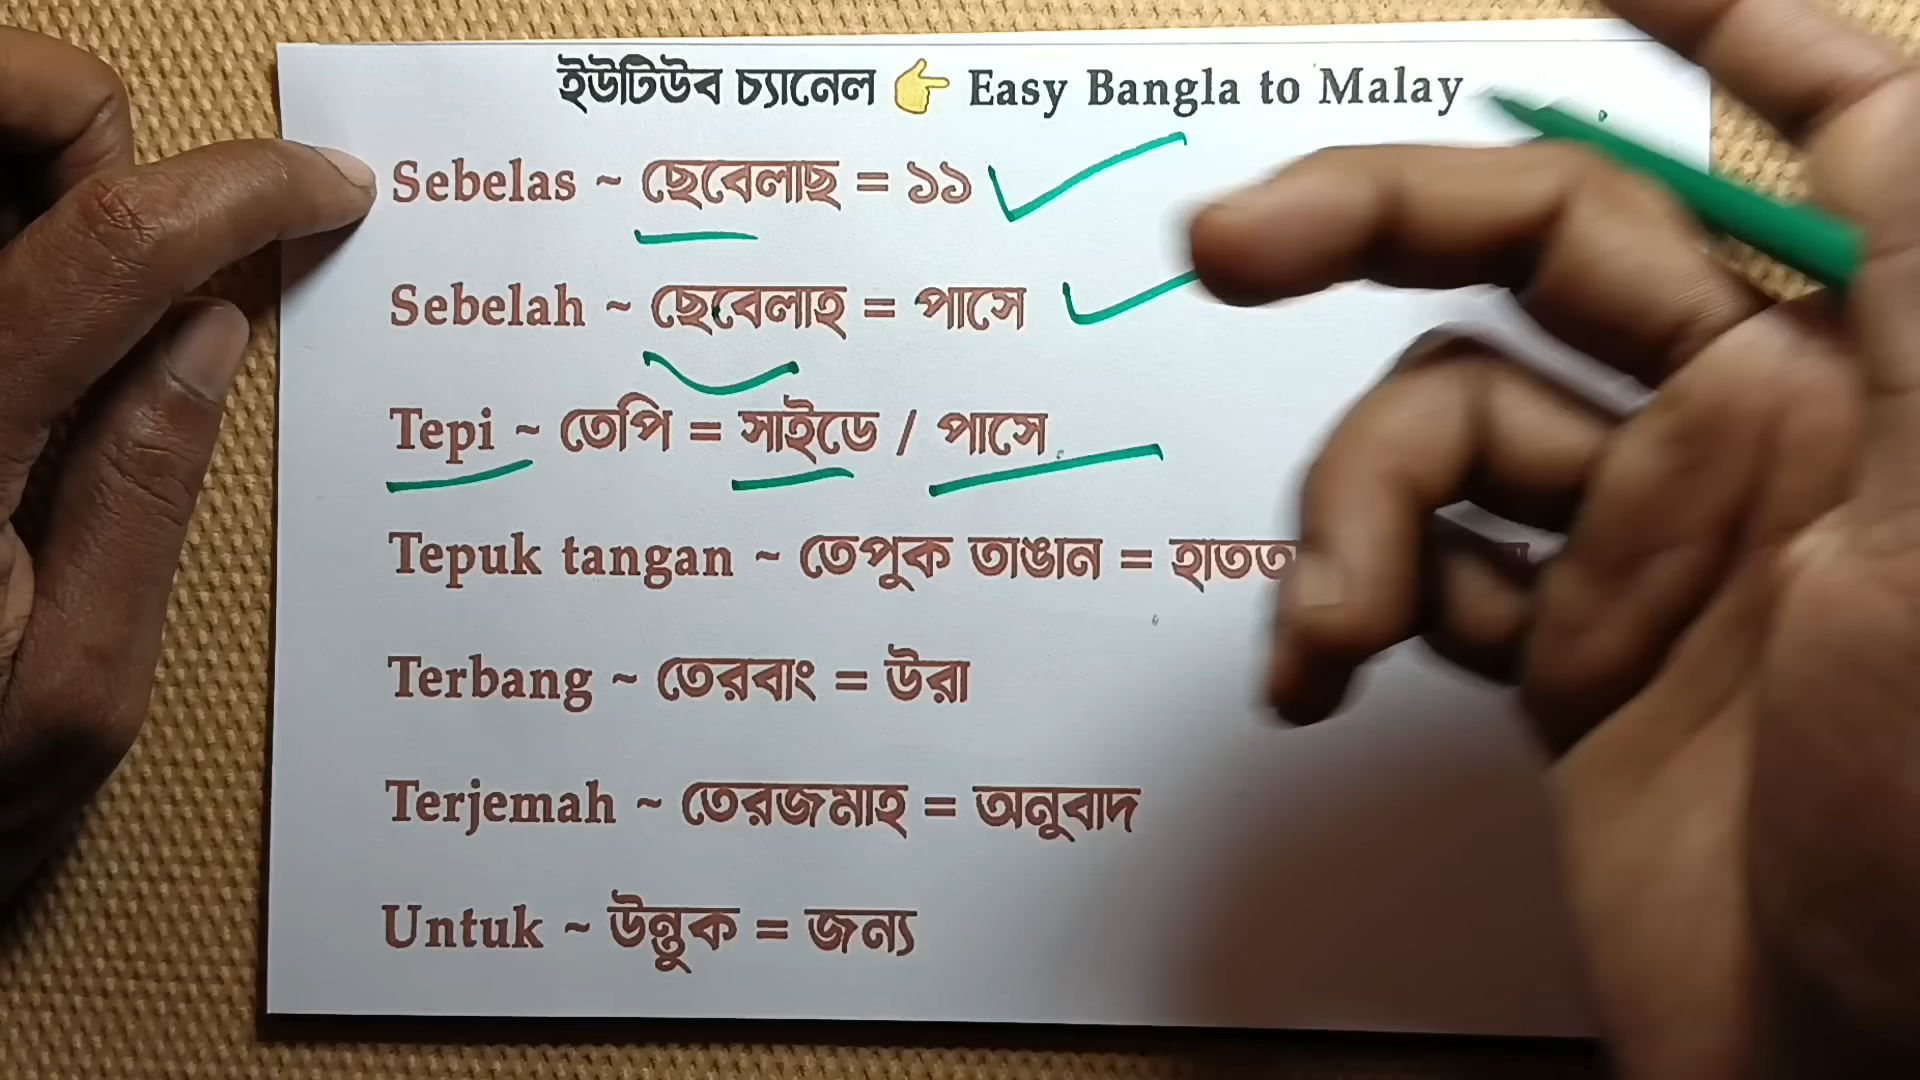 ইউটিউব চ্যানেল 👉 Easy Bangla to Malay
Sebelas ~ ছেবেলাছ = ১১
Sebelah ~ ছেবেলাহ = পাসে
Tepi ~ তেপি = সাইডে / পাসে
Tepuk tangan ~ তেপুক তাঙান =
Terbang ~ তেরবাং = উরা
Terjemah ~ তেরজমাহ = অনুবাদ
Untuk ~ উন্তুক = জন্য